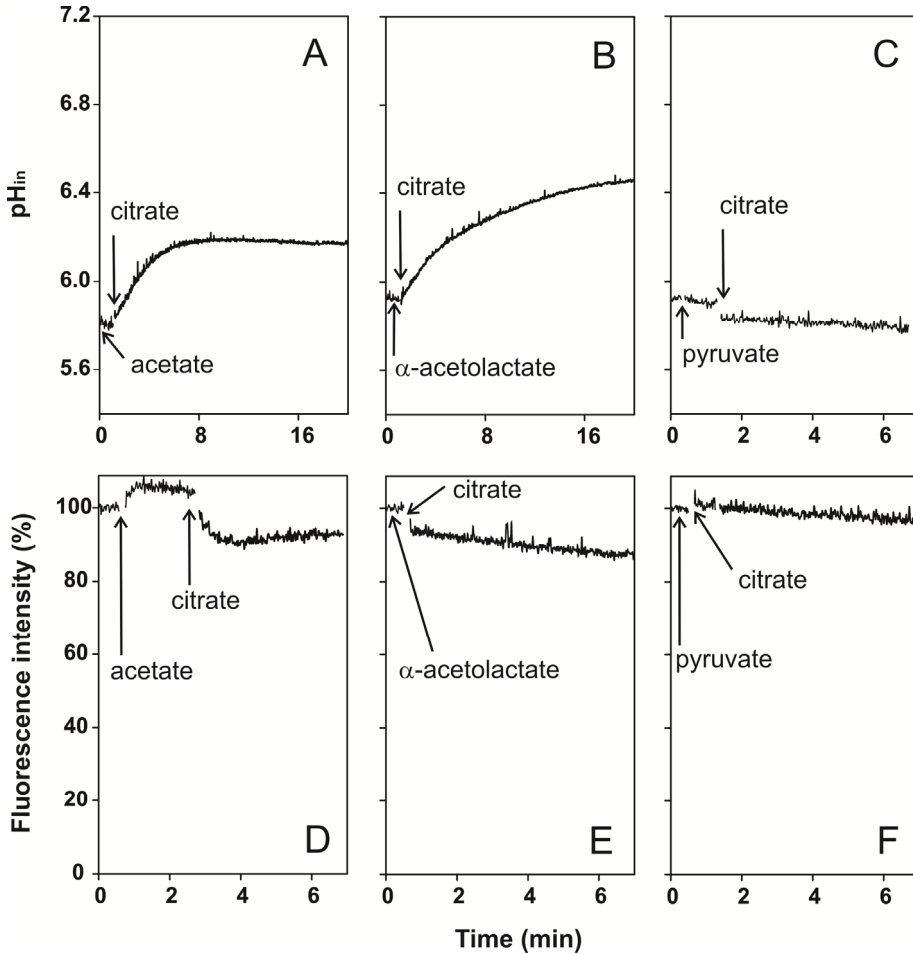 7.2
6.8
6.4
6.0
5.6
pHin
A
citrate
acetate
0
8
16
B
citrate
α-acetolactate
0
8
16
C
citrate
pyruvate
0
2
4
6
100
80
60
40
20
0
Fluorescence intensity (%)
citrate
acetate
D
0
2
4
6
citrate
α-acetolactate
E
0
2
4
6
citrate
pyruvate
F
0
2
4
6
Time (min)